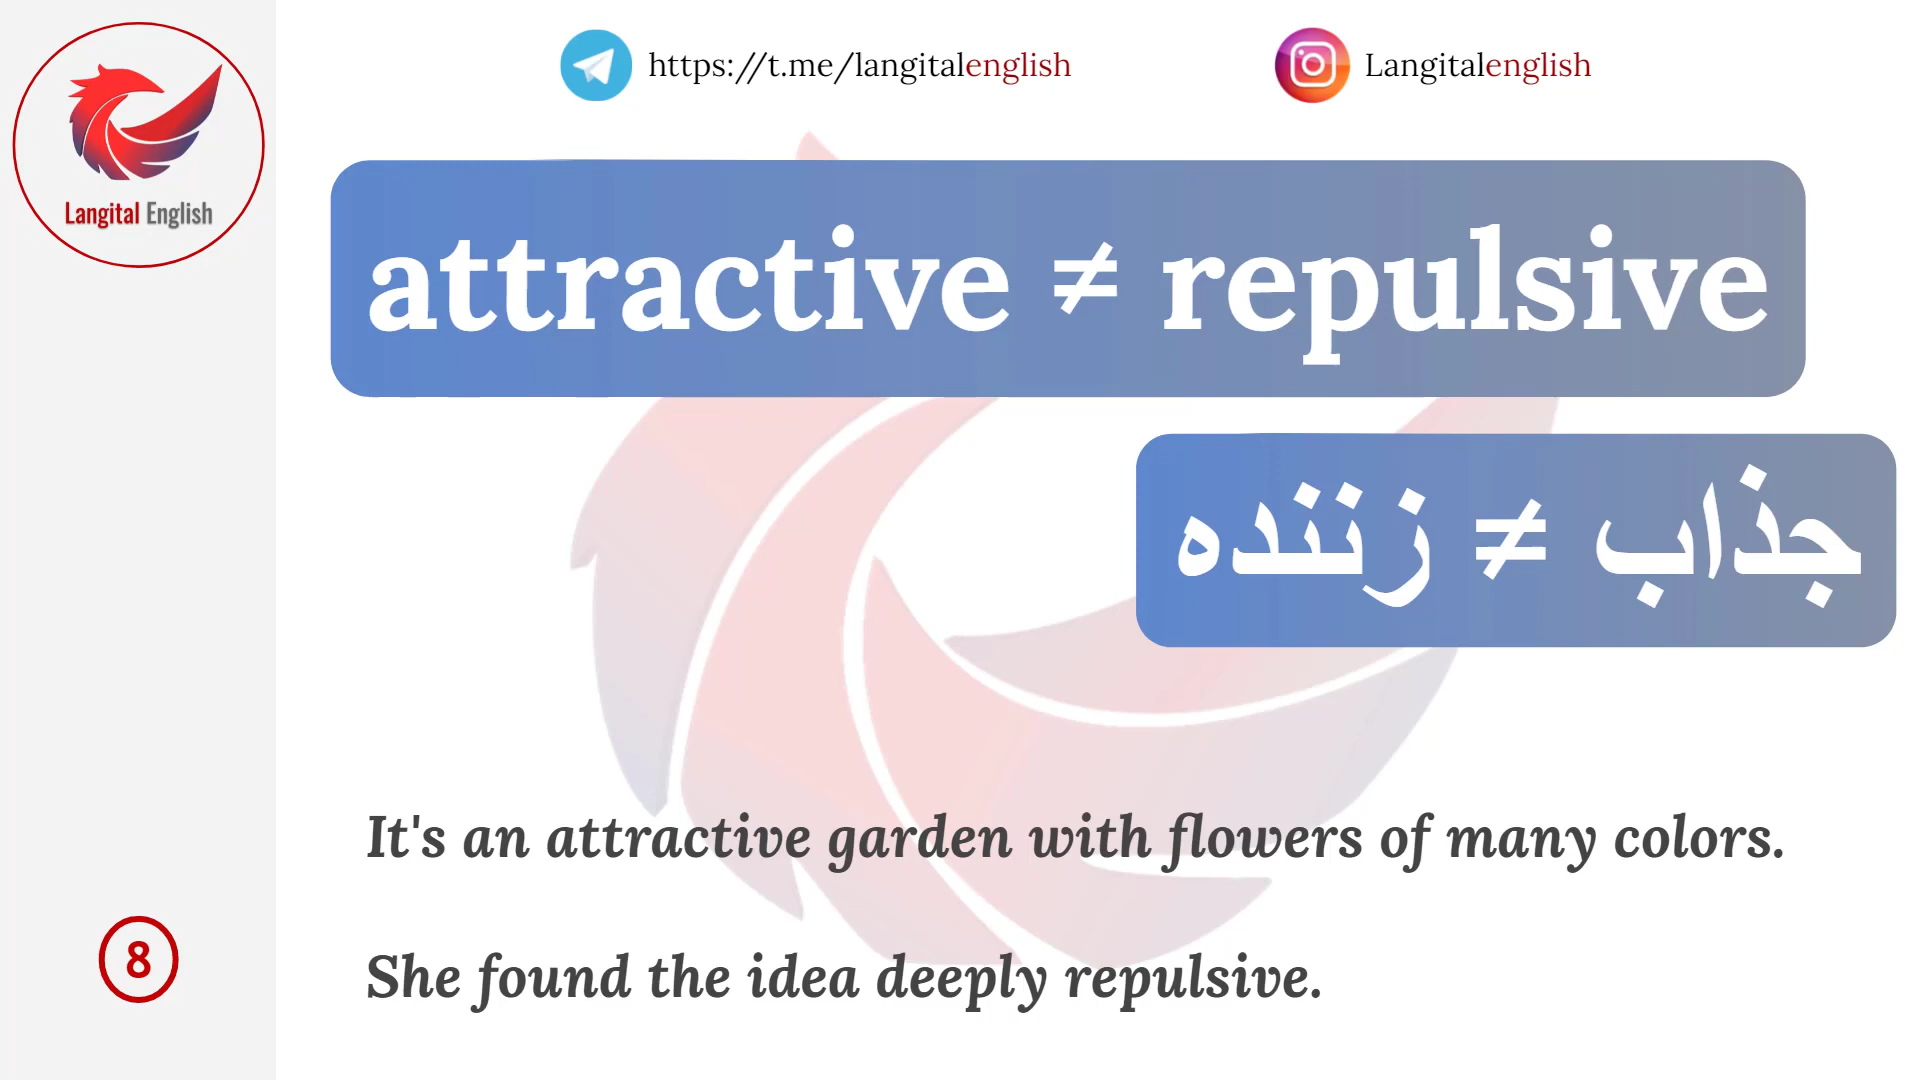 Langital English
https://t.me/langitalenglish
Langitalenglish
attractive ≠ repulsive
جذاب ≠ زننده
It's an attractive garden with flowers of many colors.
She found the idea deeply repulsive.
8